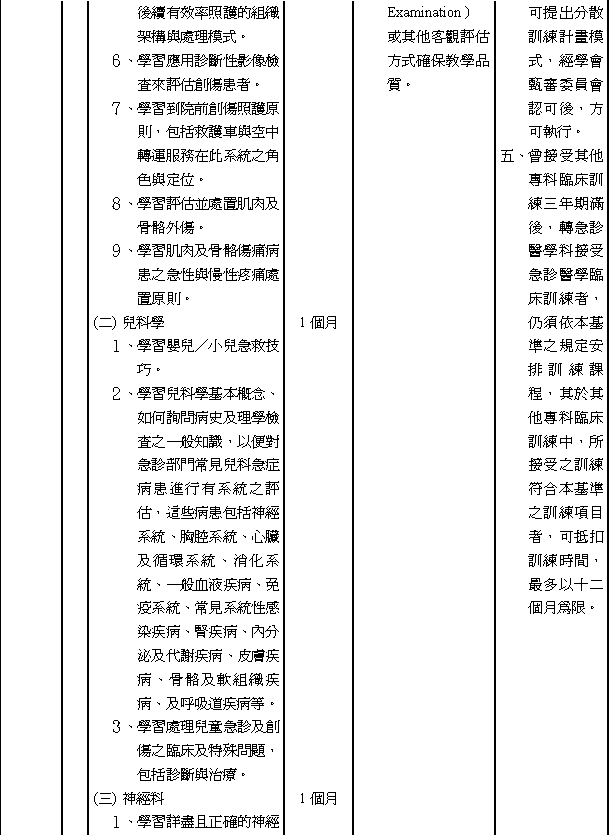 後續有效率照護的組織
架構與處理模式。
6、學習應用診斷性影像檢
查來評估創傷患者。
7、學習到院前創傷照護原
則，包括救護車與空中
轉運服務在此系統之角
色與定位。
8、學習評估並處置肌肉及
骨骼外傷。
9、學習肌肉及骨骼傷痛病
患之急性與慢性疼痛處
置原則。
(二) 兒科學
1、學習嬰兒／小兒急救技
巧。
2、學習兒科學基本概念、
如何詢問病史及理學檢
查之一般知識，以便對
急診部門常見兒科急症
病患進行有系統之評
估，這些病患包括神經
系統、胸腔系統、心臟
及循環系統、消化系
統、一般血液疾病、免
疫系統、常見系統性感
染疾病、腎疾病、內分
泌及代謝疾病、皮膚疾
病、骨骼及軟組織疾
病、及呼吸道疾病等。
3、學習處理兒童急診及創
傷之臨床及特殊問題，
包括診斷與治療。
(三) 神經科
1、學習詳盡且正確的神經
1 個月
1 個月
Examination）
或其他客觀評估
方式確保教學品
質。
可提出分散
訓練計畫模
式，經學會
甄審委員會
認可後，方
可執行。
五、曾接受其他
專科臨床訓
練三年期滿
後，轉急診
醫學科接受
急診醫學臨
床訓練者，
仍須依本基
準之規定安
排訓練課
程，其於其
他專科臨床
訓練中，所
接受之訓練
符合本基準
之訓練項目
者，可抵扣
訓練時間，
最多以十二
個月為限。